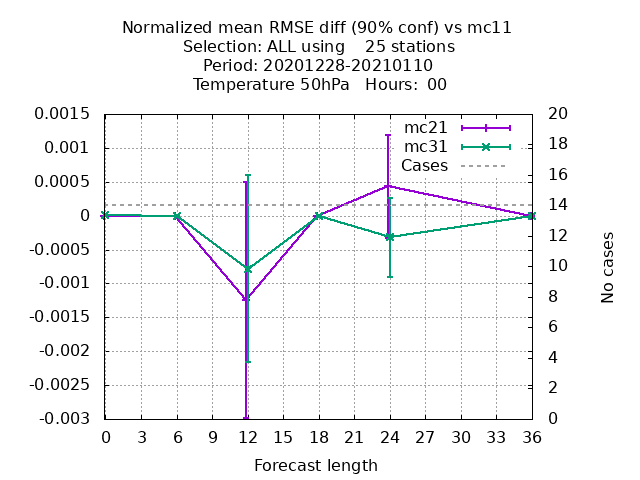 Normalized mean RMSE diff (90% conf) vs mc11
Selection: ALL using    25 stations
Period: 20201228-20210110
Temperature 50hPa   Hours:  00
mc21
mc31
Cases
0.0015
0.001
0.0005
0
-0.0005
-0.001
-0.0015
-0.002
-0.0025
-0.003
20
18
16
14
12
10
8
6
4
2
0
No cases
0 3 6 9 12 15 18 21 24 27 30 33 36
Forecast length